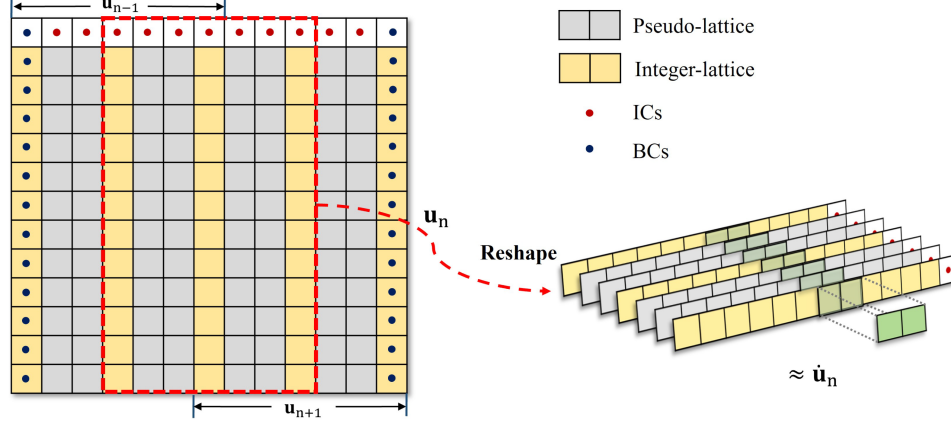 u_{n−1}
Pseudo-lattice
Integer-lattice
ICs
BCs
u_n
Reshape
≈ u̇_n
u_{n+1}